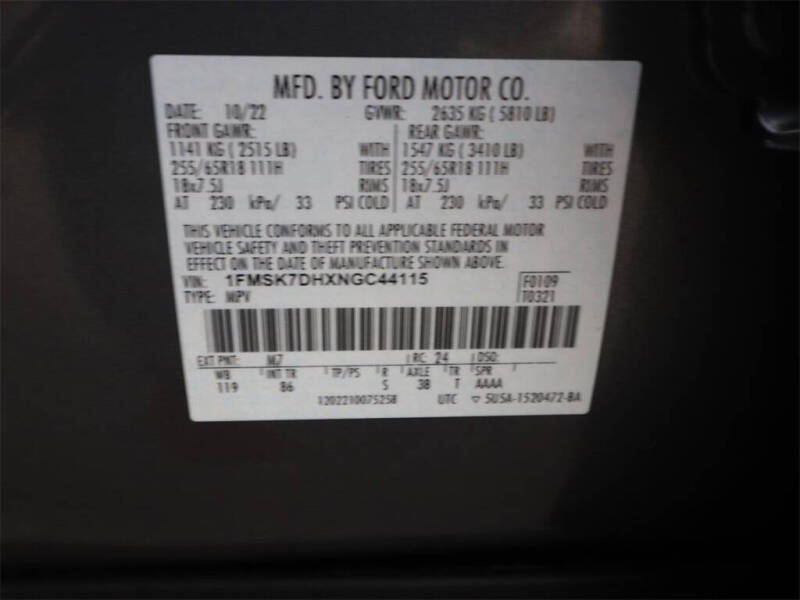 MFD. BY FORD MOTOR CO.
DATE: 10/22 GVWR: 2635 KG ( 5810 LB)
FRONT GAWR: REAR GAWR:
1141 KG ( 2515 LB) WITH 1547 KG ( 3410 LB) WITH
255/65R18 111H TIRES 255/65R18 111H TIRES
18x7.5J RIMS 18x7.5J RIMS
AT 230 kPa/ 33 PSI COLD AT 230 kPa/ 33 PSI COLD
THIS VEHICLE CONFORMS TO ALL APPLICABLE FEDERAL MOTOR
VEHICLE SAFETY AND THEFT PREVENTION STANDARDS IN
EFFECT ON THE DATE OF MANUFACTURE SHOWN ABOVE.
VIN: 1FMSK7DHXNGC44115 F0109
TYPE: MPV T0321
EXT PNT: M7 RC: 24 DSO:
WB INT TR TP/PS R AXLE TR SPR
119 86 S 38 T AAAA
1202210075258 UTC ▽ 5U5A-1520472-BA